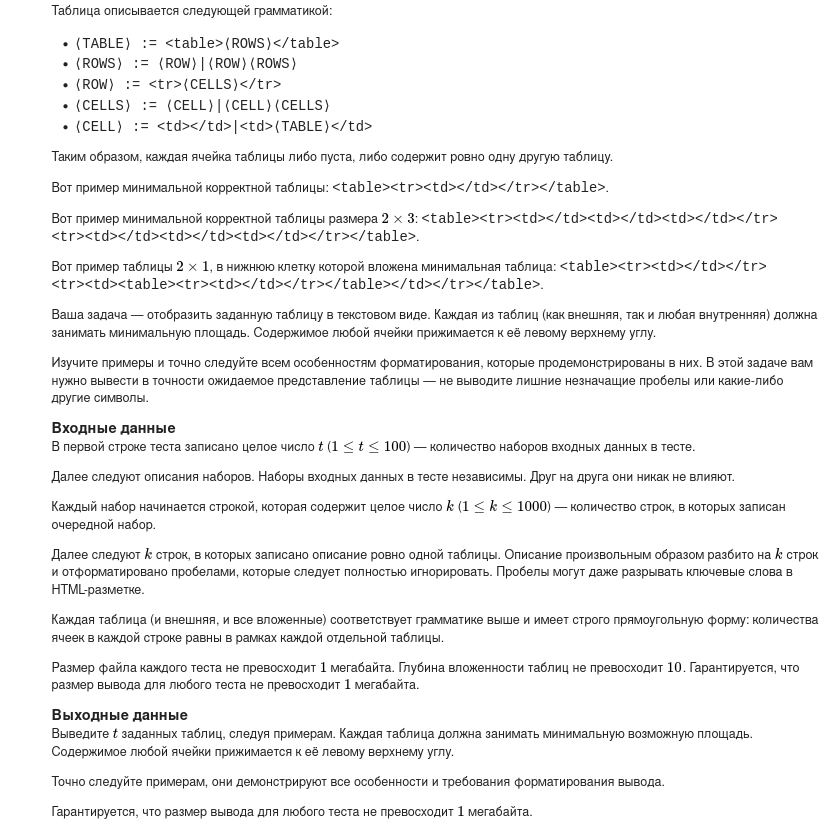 Таблица описывается следующей грамматикой:
• ⟨TABLE⟩ := <table>⟨ROWS⟩</table>
• ⟨ROWS⟩ := ⟨ROW⟩|⟨ROW⟩⟨ROWS⟩
• ⟨ROW⟩ := <tr>⟨CELLS⟩</tr>
• ⟨CELLS⟩ := ⟨CELL⟩|⟨CELL⟩⟨CELLS⟩
• ⟨CELL⟩ := <td></td>|<td>⟨TABLE⟩</td>
Таким образом, каждая ячейка таблицы либо пуста, либо содержит ровно одну другую таблицу.
Вот пример минимальной корректной таблицы: <table><tr><td></td></tr></table>.
Вот пример минимальной корректной таблицы размера 2 × 3: <table><tr><td></td><td></td><td></td></tr>
<tr><td></td><td></td><td></td></tr></table>.
Вот пример таблицы 2 × 1, в нижнюю клетку которой вложена минимальная таблица: <table><tr><td></td></tr>
<tr><td><table><tr><td></td></tr></table></td></tr></table>.
Ваша задача — отобразить заданную таблицу в текстовом виде. Каждая из таблиц (как внешняя, так и любая внутренняя) должна
занимать минимальную площадь. Содержимое любой ячейки прижимается к её левому верхнему углу.
Изучите примеры и точно следуйте всем особенностям форматирования, которые продемонстрированы в них. В этой задаче вам
нужно вывести в точности ожидаемое представление таблицы — не выводите лишние незначащие пробелы или какие-либо
другие символы.
Входные данные
В первой строке теста записано целое число t (1 ≤ t ≤ 100) — количество наборов входных данных в тесте.
Далее следуют описания наборов. Наборы входных данных в тесте независимы. Друг на друга они никак не влияют.
Каждый набор начинается строкой, которая содержит целое число k (1 ≤ k ≤ 1000) — количество строк, в которых записан
очередной набор.
Далее следуют k строк, в которых записано описание ровно одной таблицы. Описание произвольным образом разбито на k строк
и отформатировано пробелами, которые следует полностью игнорировать. Пробелы могут даже разрывать ключевые слова в
HTML-разметке.
Каждая таблица (и внешняя, и все вложенные) соответствует грамматике выше и имеет строго прямоугольную форму: количества
ячеек в каждой строке равны в рамках каждой отдельной таблицы.
Размер файла каждого теста не превосходит 1 мегабайта. Глубина вложенности таблиц не превосходит 10. Гарантируется, что
размер вывода для любого теста не превосходит 1 мегабайта.
Выходные данные
Выведите t заданных таблиц, следуя примерам. Каждая таблица должна занимать минимальную возможную площадь.
Содержимое любой ячейки прижимается к её левому верхнему углу.
Точно следуйте примерам, они демонстрируют все особенности и требования форматирования вывода.
Гарантируется, что размер вывода для любого теста не превосходит 1 мегабайта.